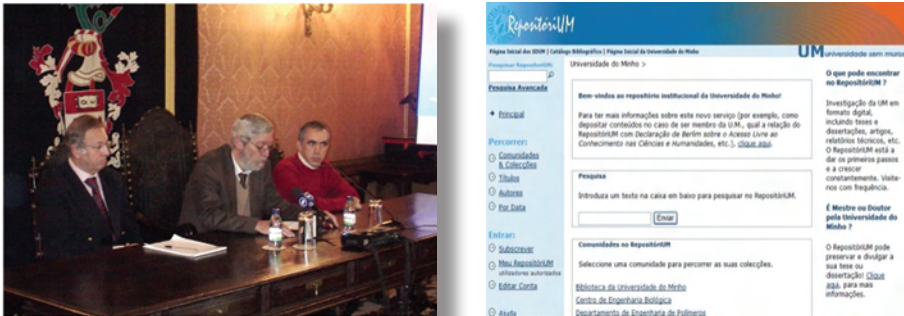 RepositóriUM
Página Inicial dos SDUM | Catálogo Bibliográfico | Página Inicial da Universidade do Minho
UM universidade sem muros
Pesquisar RepositóriUM:
Pesquisa Avançada
Principal
Percorrer:
Comunidades
& Colecções
Títulos
Autores
Por Data
Entrar:
Subscrever
Meu RepositóriUM
utilizadores autorizados
Editar Conta
Ajuda
Universidade do Minho >
Bem-vindos ao repositório institucional da Universidade do Minho!
Para ter mais informações sobre este novo serviço (por exemplo, como
depositar conteúdos no caso de ser membro da U.M., qual a relação do
RepositóriUM com Declaração de Berlim sobre o Acesso Livre ao
Conhecimento nas Ciências e Humanidades, etc.), clique aqui.
Pesquisa
Introduza um texto na caixa em baixo para pesquisar no RepositóriUM.
Enviar
Comunidades no RepositóriUM
Seleccione uma comunidade para percorrer as suas colecções.
Biblioteca da Universidade do Minho
Centro de Engenharia Biológica
Departamento de Engenharia de Polímeros
O que pode encontrar
no RepositóriUM ?
Investigação da UM em
formato digital,
incluindo teses e
dissertações, artigos,
relatórios técnicos, etc.
O RepositóriUM está a
dar os primeiros passos
e a crescer
constantemente. Visite-
nos com frequência.
É Mestre ou Doutor
pela Universidade do
Minho ?
O RepositóriUM pode
preservar e divulgar a
sua tese ou
dissertação! Clique
aqui, para mais
informações.